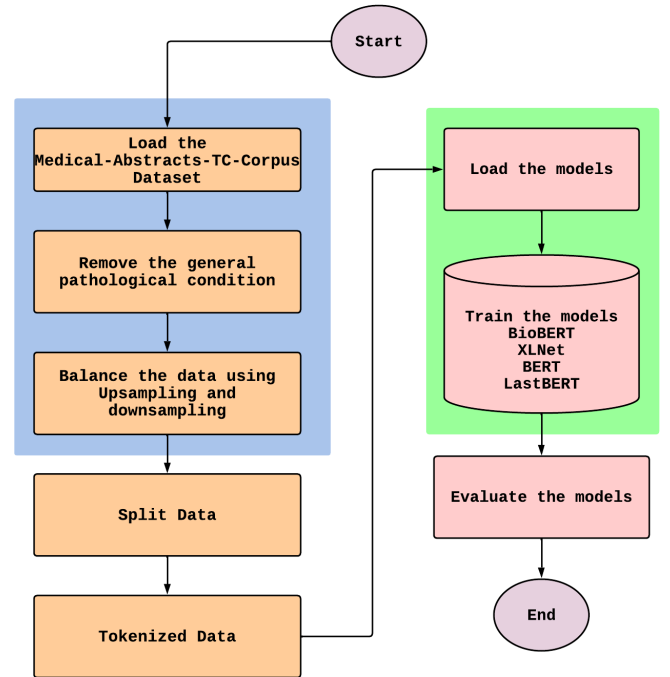 Start
Load the
Medical-Abstracts-TC-Corpus
Dataset
Remove the general
pathological condition
Balance the data using
Upsampling and
downsampling
Split Data
Tokenized Data
Load the models
Train the models
BioBERT
XLNet
BERT
LastBERT
Evaluate the models
End